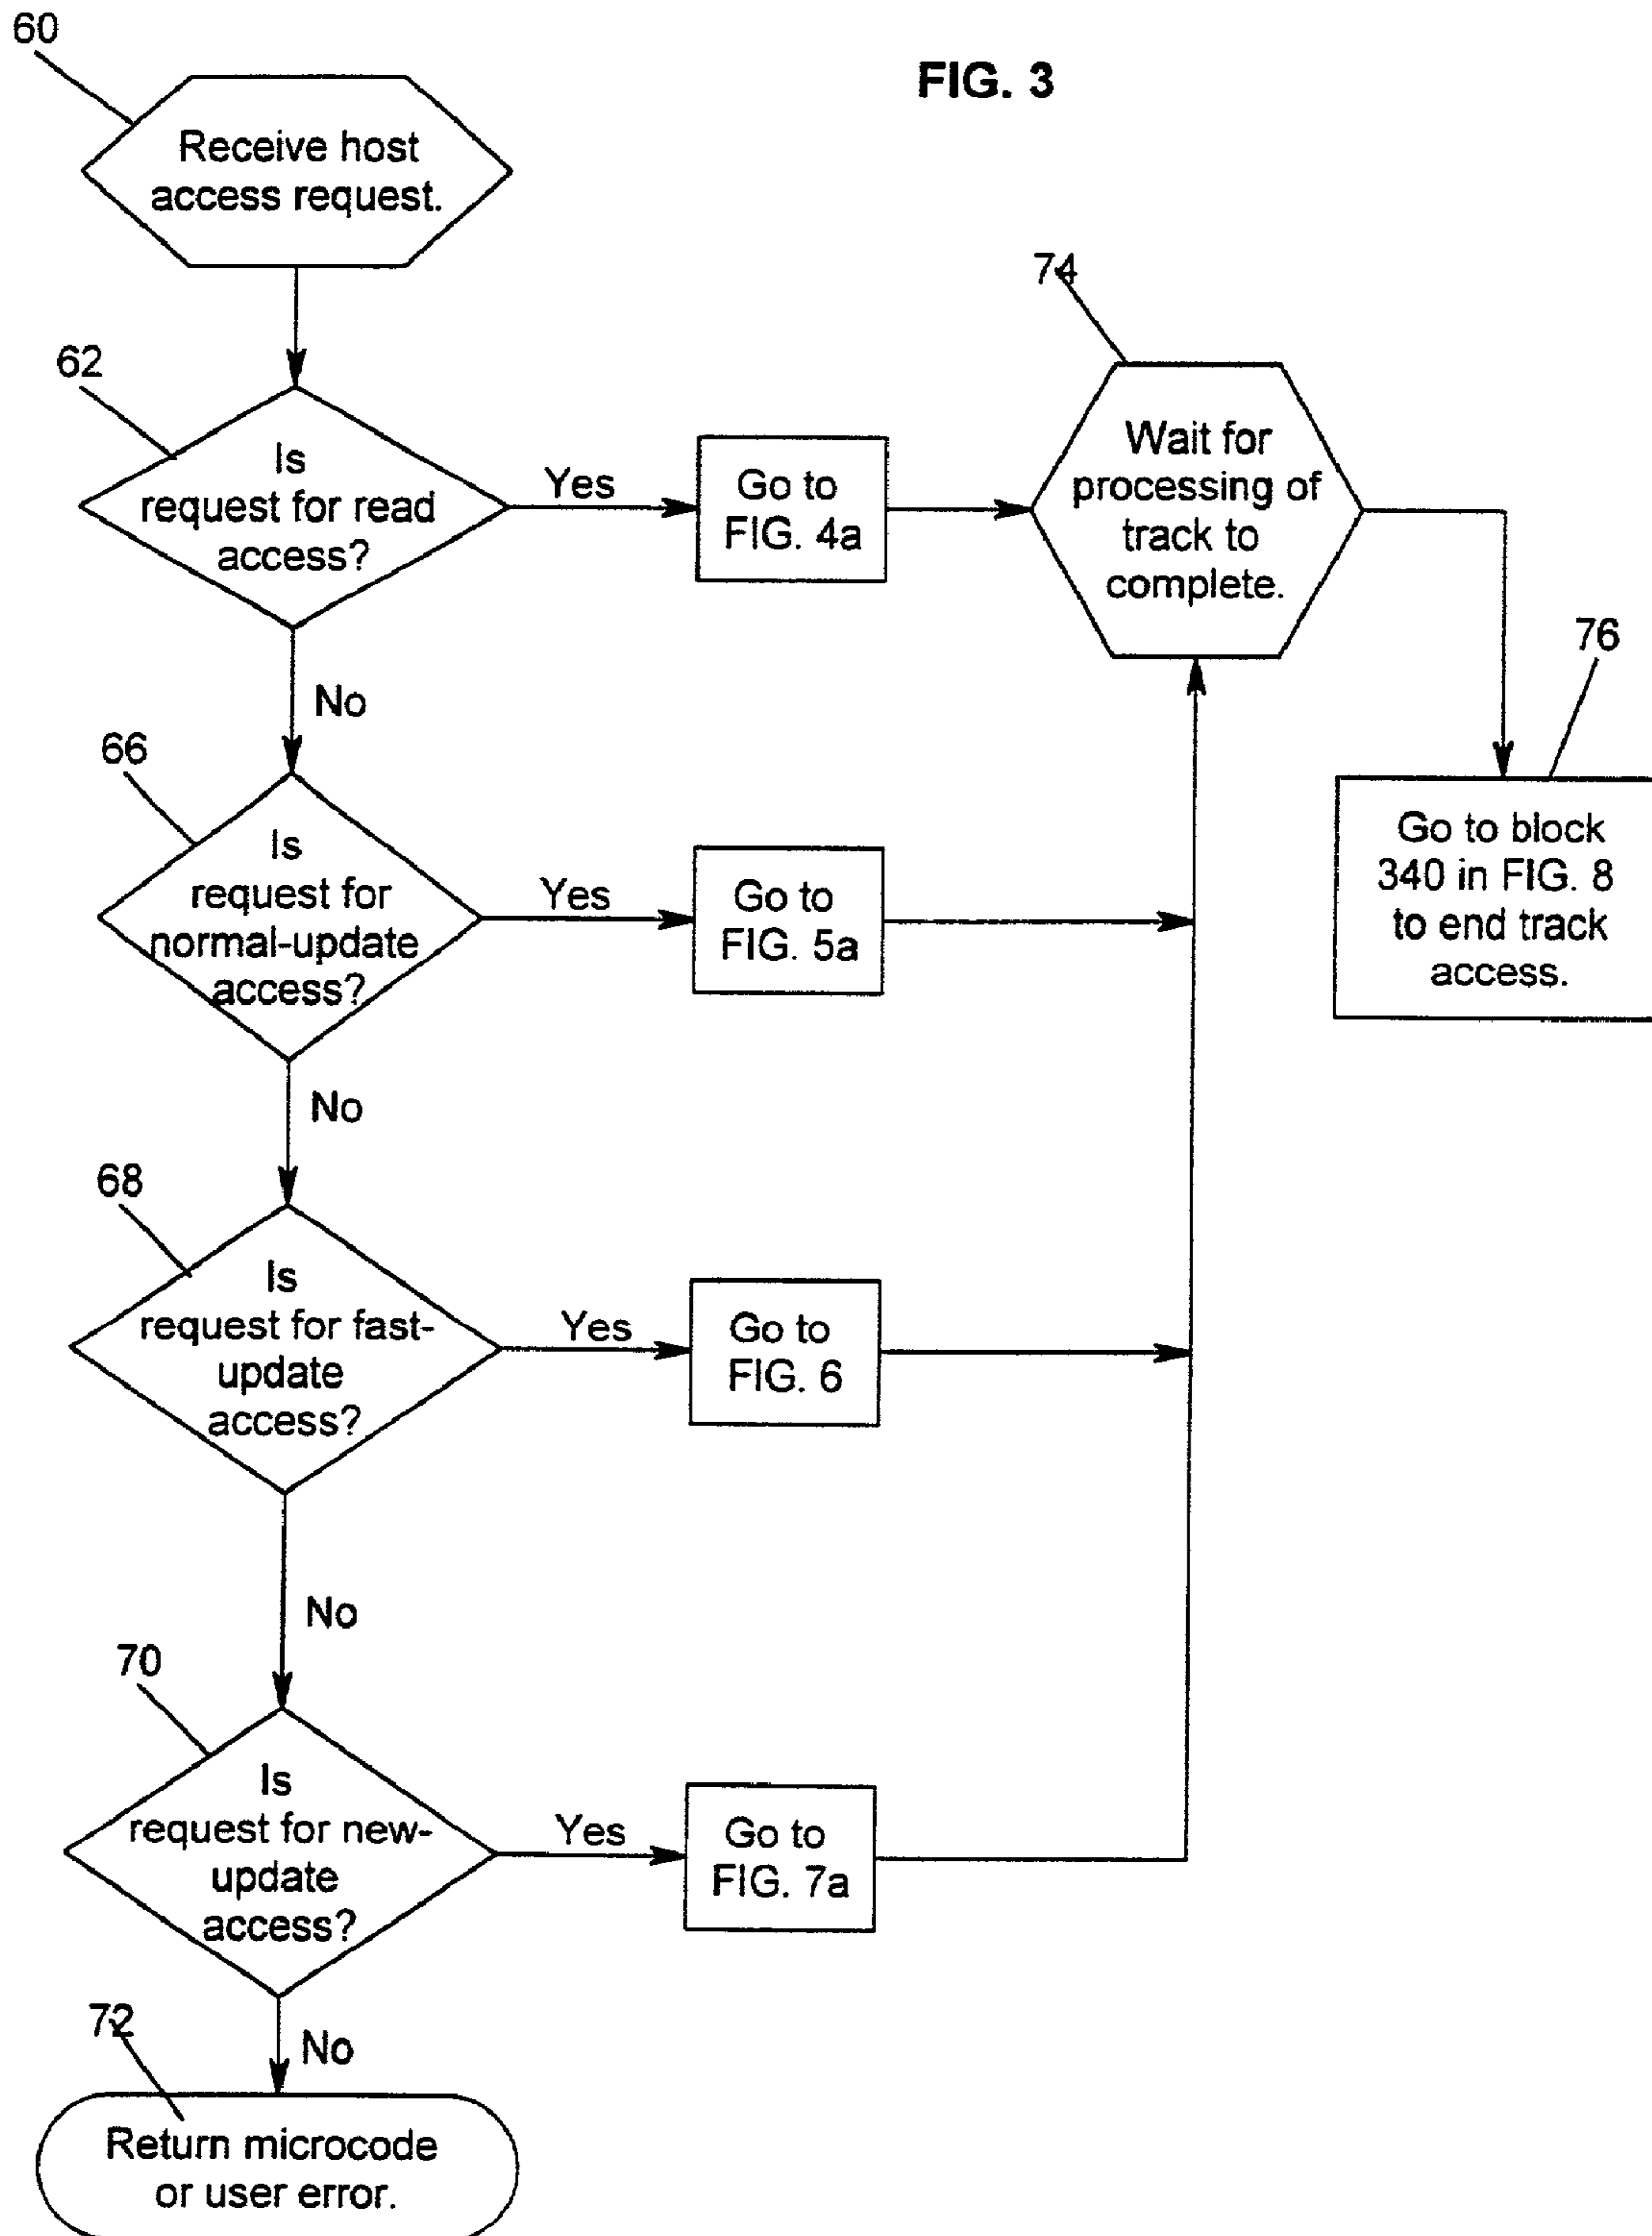 60
FIG. 3
Receive host
access request.
74
62
Is
request for read
access?
Yes
Go to
FIG. 4a
Wait for
processing of
track to
complete.
76
No
66
Is
request for
normal-update
access?
Yes
Go to
FIG. 5a
Go to block
340 in FIG. 8
to end track
access.
No
68
Is
request for fast-
update
access?
Yes
Go to
FIG. 6
No
70
Is
request for new-
update
access?
Yes
Go to
FIG. 7a
72
No
Return microcode
or user error.